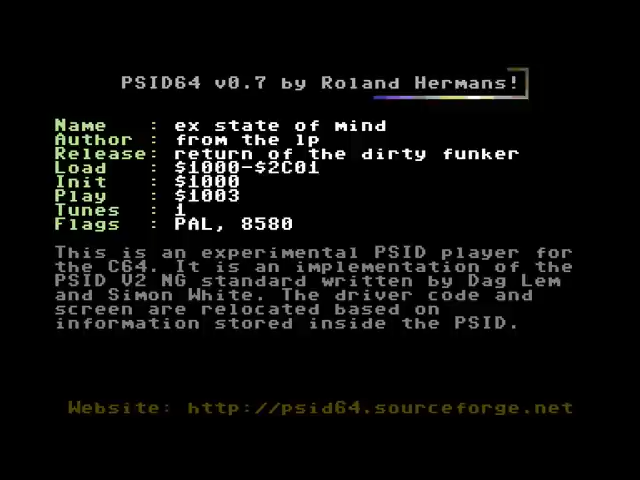 PSID64 v0.7 by Roland Hermans!
Name : ex state of mind
Author : from the lp
Release: return of the dirty funker
Load : $1000-$2C01
Init : $1000
Play : $1003
Tunes : 1
Flags : PAL, 8580
This is an experimental PSID player for
the C64. It is an implementation of the
PSID V2 NG standard written by Dag Lem
and Simon White. The driver code and
screen are relocated based on
information stored inside the PSID.
Website: http://psid64.sourceforge.net